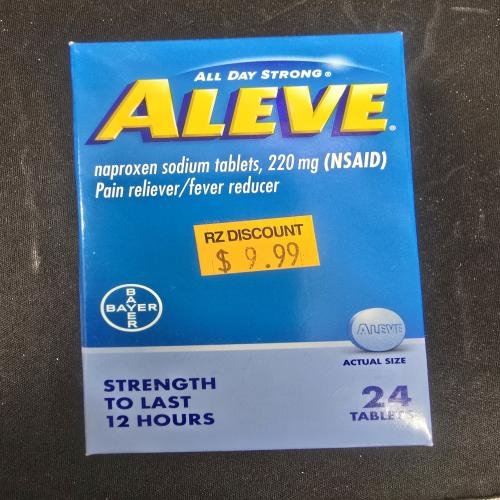 ALL DAY STRONG®
ALEVE®
naproxen sodium tablets, 220 mg (NSAID)
Pain reliever/fever reducer
RZ DISCOUNT
$ 9.99
BAYER
BAYER
ALEVE
ACTUAL SIZE
STRENGTH
TO LAST
12 HOURS
24
TABLETS